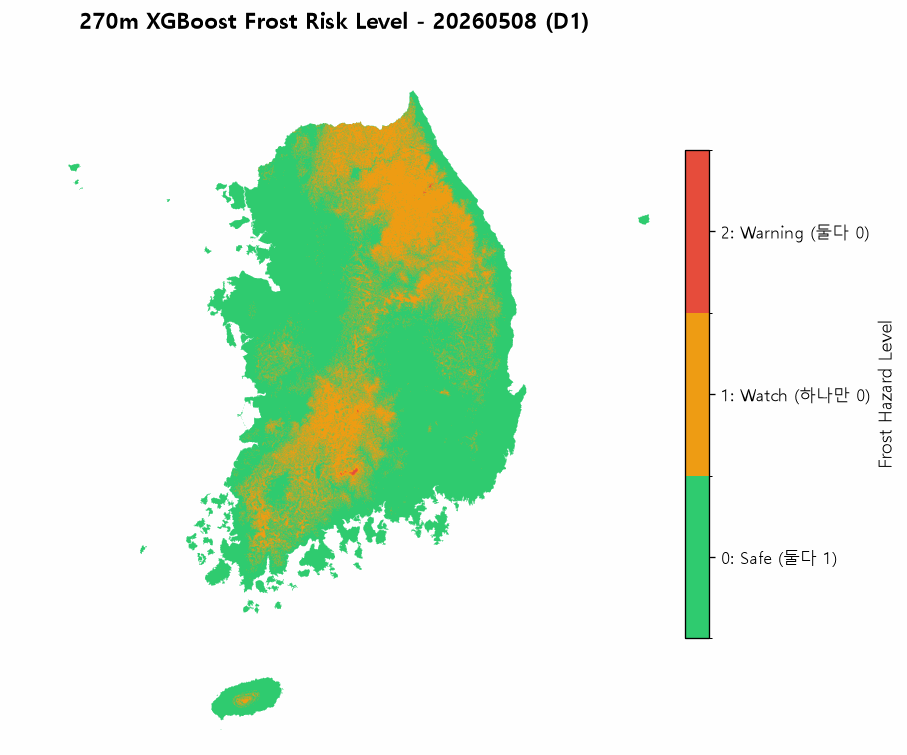 270m XGBoost Frost Risk Level - 20260508 (D1)
2: Warning (둘다 0)
1: Watch (하나만 0)
0: Safe (둘다 1)
Frost Hazard Level